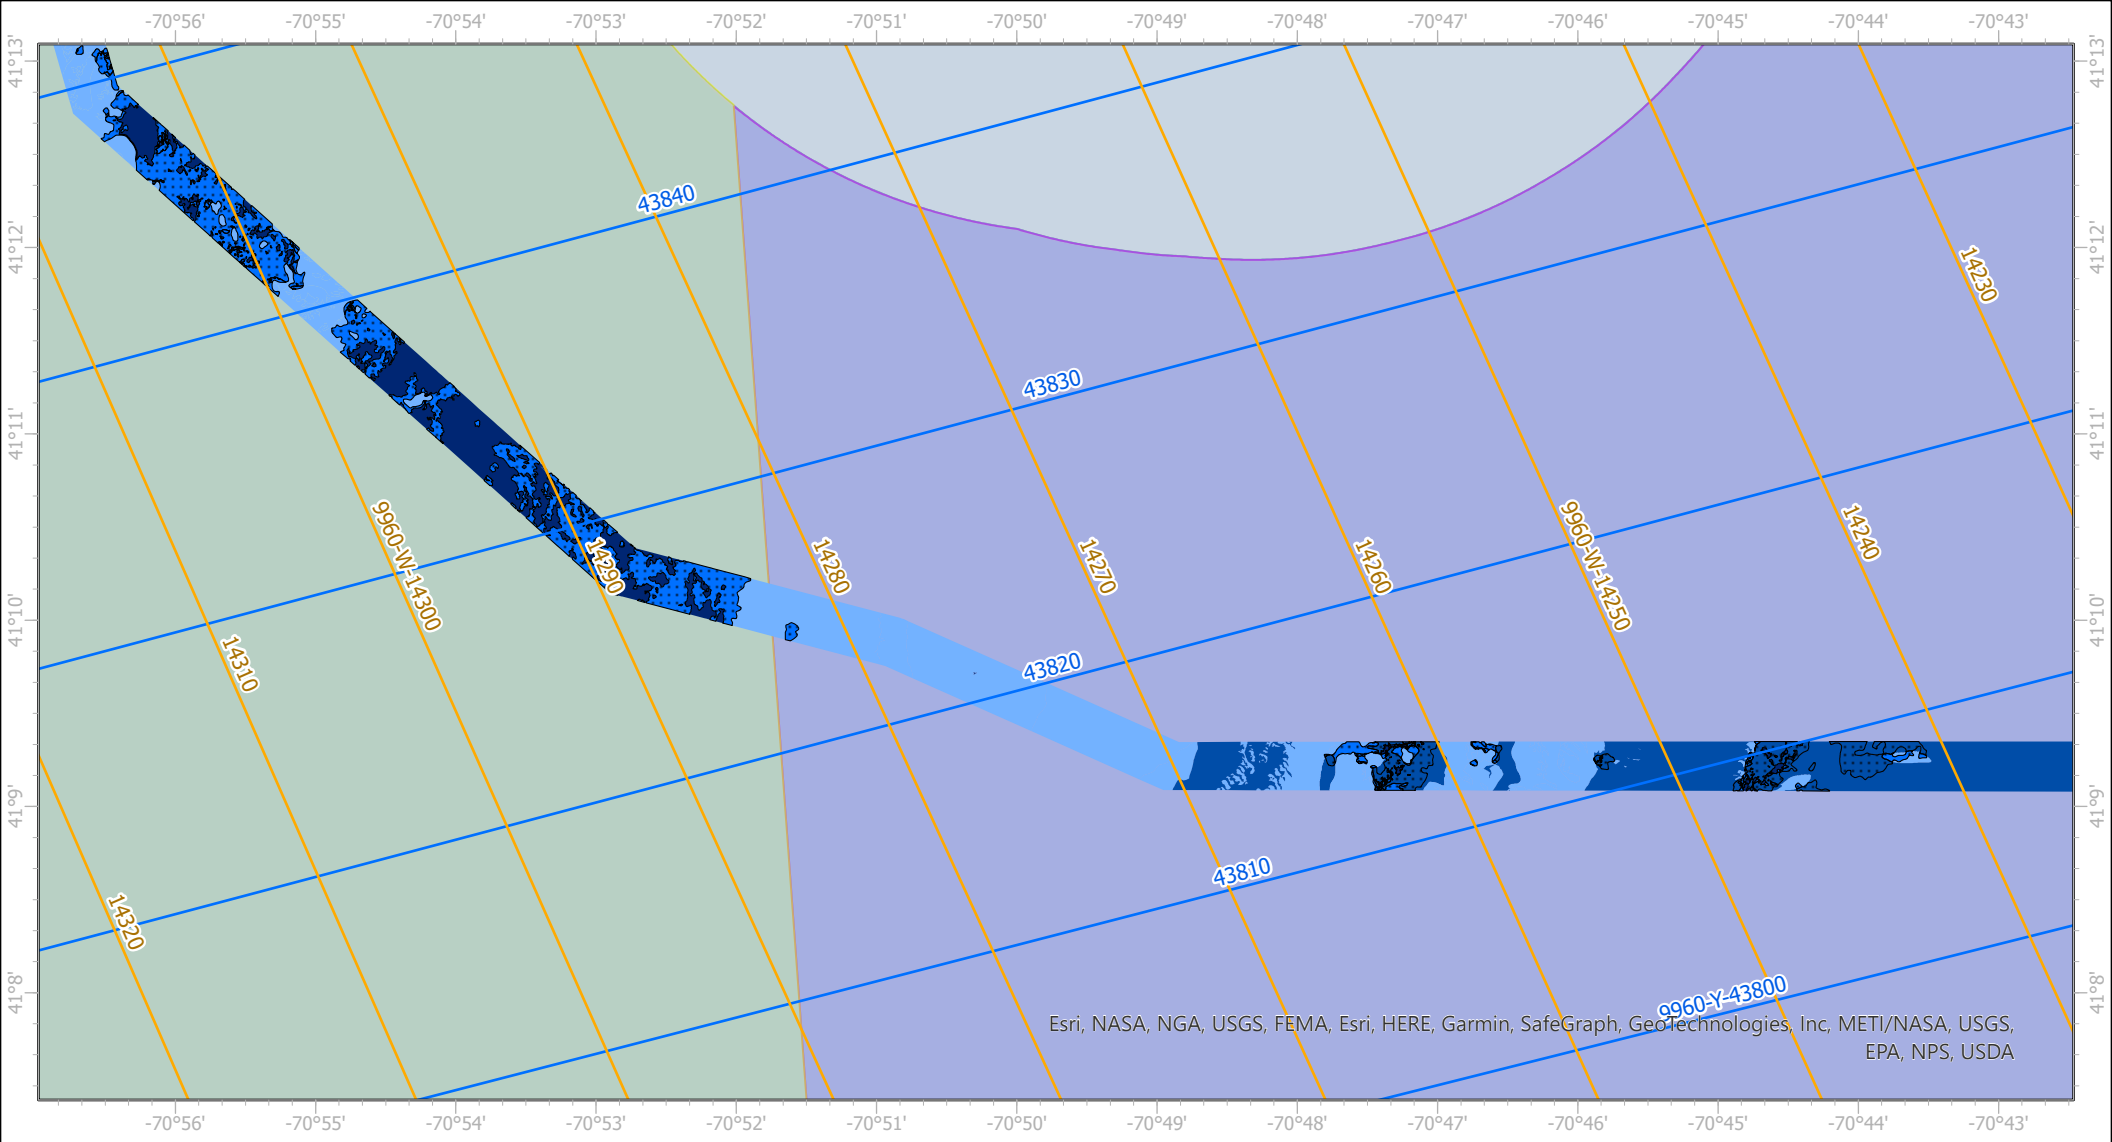 -70°56' -70°55' -70°54' -70°53' -70°52' -70°51' -70°50' -70°49' -70°48' -70°47' -70°46' -70°45' -70°44' -70°43'
41°13' 41°13'
43840
41°12' 41°12'
14230
43830
41°11' 41°11'
9960-W-14300 14290 14280 14270 14260 9960-W-14250 14240
41°10' 41°10'
14310
43820
41°9' 41°9'
43810
14320
41°8' 41°8'
9960-Y-43800
Esri, NASA, NGA, USGS, FEMA, Esri, HERE, Garmin, SafeGraph, GeoTechnologies, Inc, METI/NASA, USGS,
EPA, NPS, USDA
-70°56' -70°55' -70°54' -70°53' -70°52' -70°51' -70°50' -70°49' -70°48' -70°47' -70°46' -70°45' -70°44' -70°43'